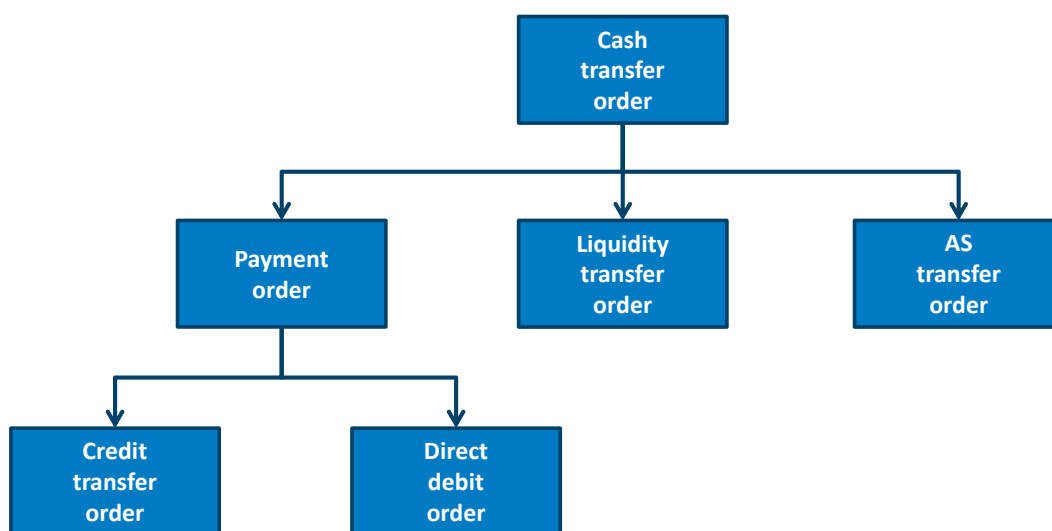 Cash
transfer
order
Payment
order
Liquidity
transfer
order
AS
transfer
order
Credit
transfer
order
Direct
debit
order